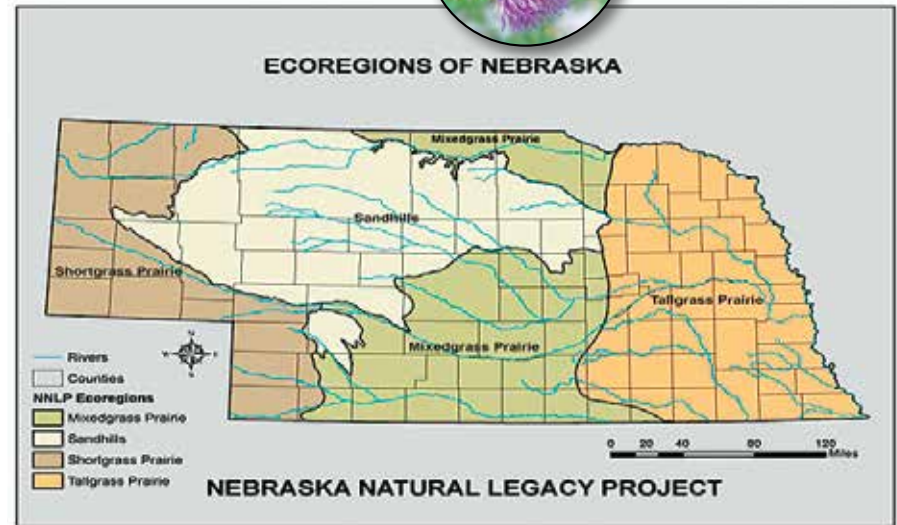 ECOREGIONS OF NEBRASKA
Mixedgrass Prairie
Sandhills
Shortgrass Prairie
Tallgrass Prairie
Mixedgrass Prairie
N
W
E
S
Rivers
Counties
NNLP Ecoregions
Mixedgrass Prairie
Sandhills
Shortgrass Prairie
Tallgrass Prairie
0 20 40 80 120
Miles
NEBRASKA NATURAL LEGACY PROJECT